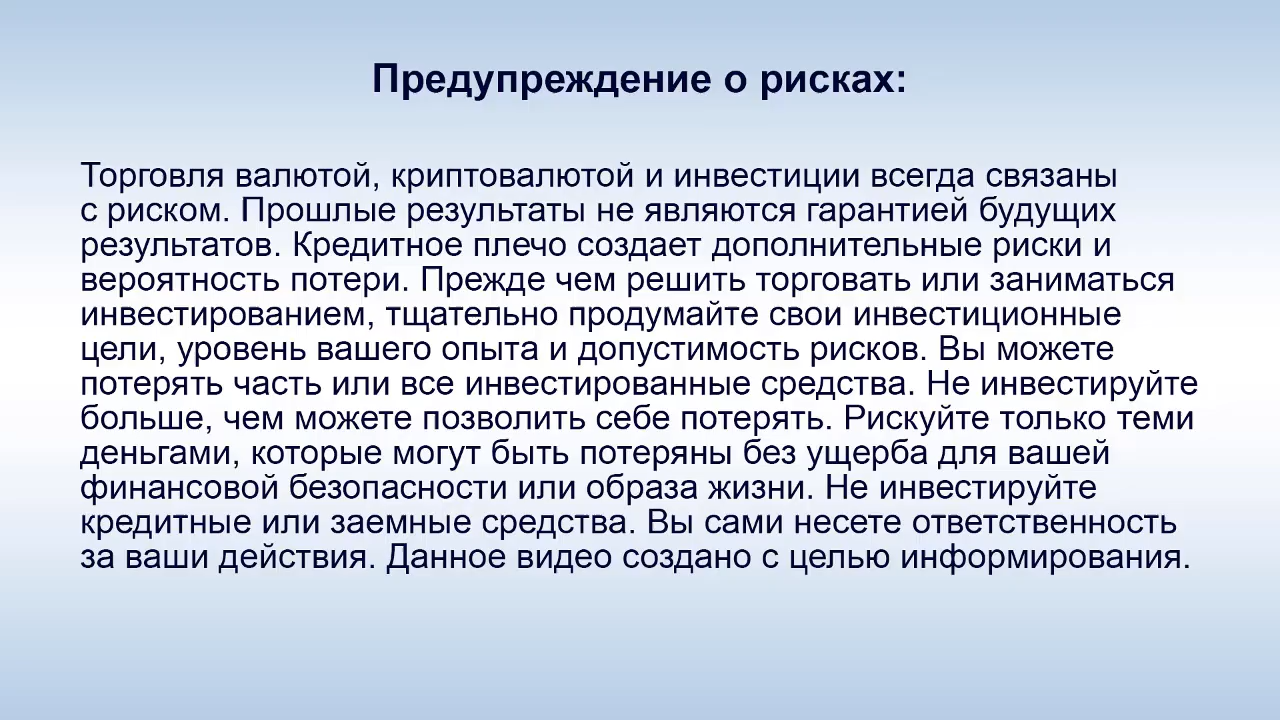 Предупреждение о рисках:
Торговля валютой, криптовалютой и инвестиции всегда связаны
с риском. Прошлые результаты не являются гарантией будущих
результатов. Кредитное плечо создает дополнительные риски и
вероятность потери. Прежде чем решить торговать или заниматься
инвестированием, тщательно продумайте свои инвестиционные
цели, уровень вашего опыта и допустимость рисков. Вы можете
потерять часть или все инвестированные средства. Не инвестируйте
больше, чем можете позволить себе потерять. Рискуйте только теми
деньгами, которые могут быть потеряны без ущерба для вашей
финансовой безопасности или образа жизни. Не инвестируйте
кредитные или заемные средства. Вы сами несете ответственность
за ваши действия. Данное видео создано с целью информирования.